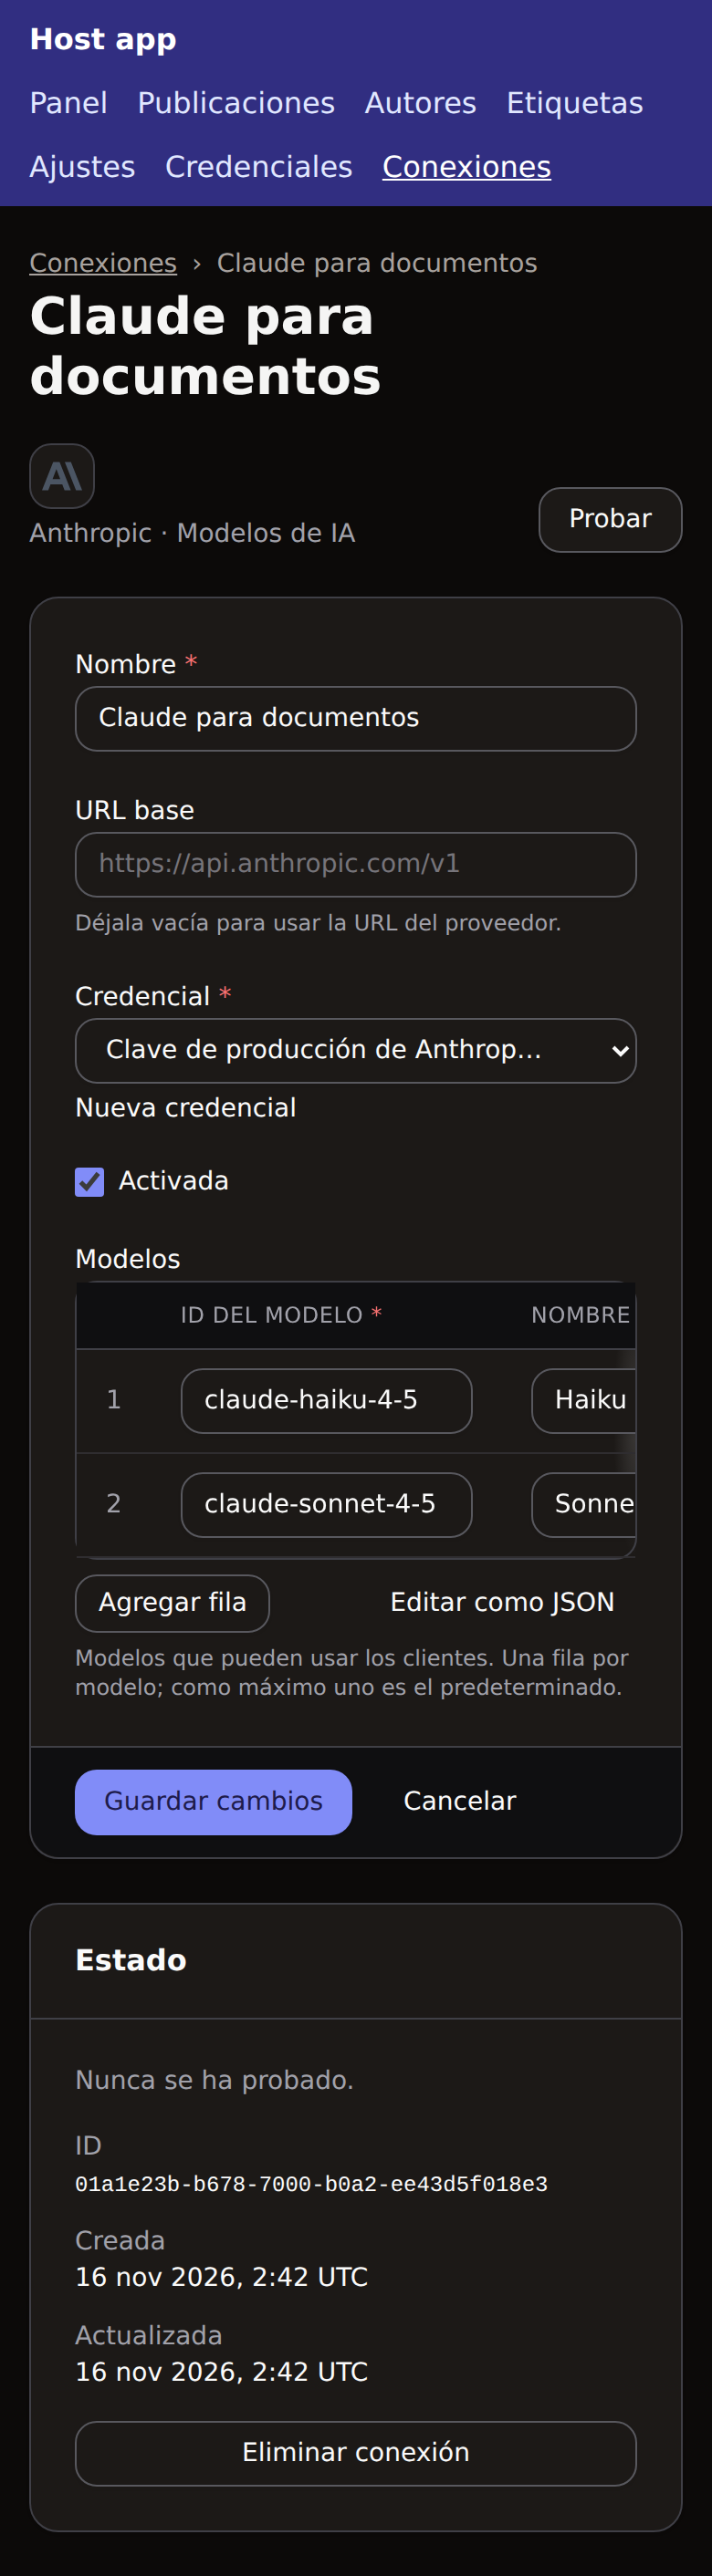 Host app
Panel Publicaciones Autores Etiquetas
Ajustes Credenciales Conexiones
Conexiones › Claude para documentos
Claude para
documentos
Anthropic · Modelos de IA
Probar
Nombre *
Claude para documentos
URL base
https://api.anthropic.com/v1
Déjala vacía para usar la URL del proveedor.
Credencial *
Clave de producción de Anthrop...
Nueva credencial
Activada
Modelos
ID DEL MODELO * NOMBRE
1 claude-haiku-4-5 Haiku
2 claude-sonnet-4-5 Sonne
Agregar fila Editar como JSON
Modelos que pueden usar los clientes. Una fila por
modelo; como máximo uno es el predeterminado.
Guardar cambios Cancelar
Estado
Nunca se ha probado.
ID
01a1e23b-b678-7000-b0a2-ee43d5f018e3
Creada
16 nov 2026, 2:42 UTC
Actualizada
16 nov 2026, 2:42 UTC
Eliminar conexión